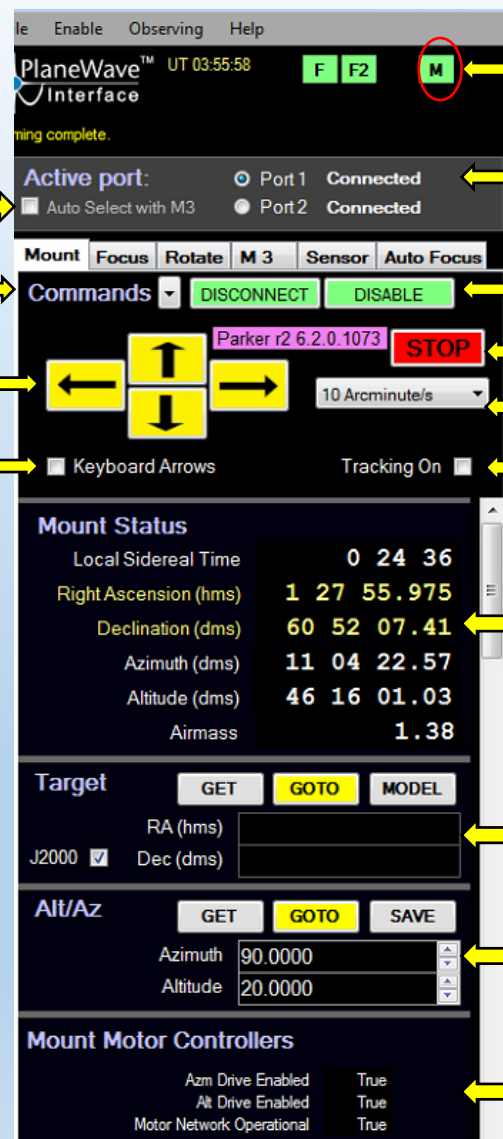 le Enable Observing Help
PlaneWave™ UT 03:55:58 F F2 M
Interface
ming complete.
Active port: Port 1 Connected
Auto Select with M3 Port 2 Connected
Mount Focus Rotate M 3 Sensor Auto Focus
Commands DISCONNECT DISABLE
Parker r2 6.2.0.1073 STOP
10 Arcminute/s
Keyboard Arrows Tracking On
Mount Status
Local Sidereal Time 0 24 36
Right Ascension (hms) 1 27 55.975
Declination (dms) 60 52 07.41
Azimuth (dms) 11 04 22.57
Altitude (dms) 46 16 01.03
Airmass 1.38
Target GET GOTO MODEL
RA (hms)
J2000 Dec (dms)
Alt/Az GET GOTO SAVE
Azimuth 90.0000
Altitude 20.0000
Mount Motor Controllers
Azm Drive Enabled True
Alt Drive Enabled True
Motor Network Operational True